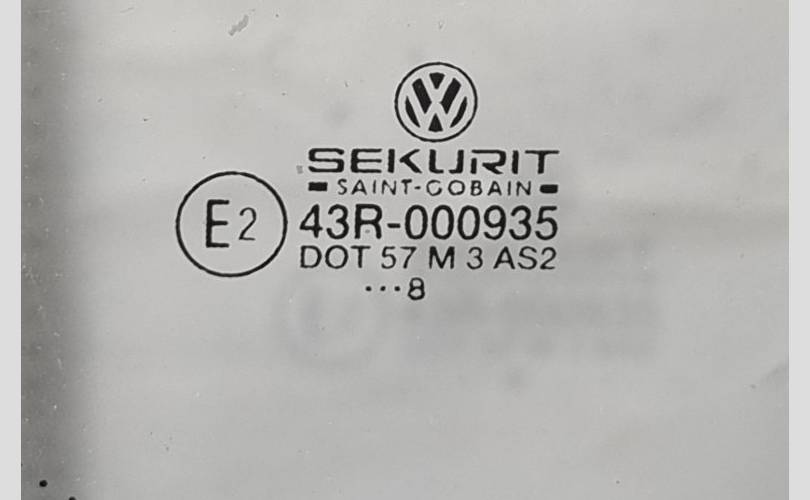 SEKURIT
SAINT-GOBAIN
E2
43R-000935
DOT 57 M 3 AS2
...8